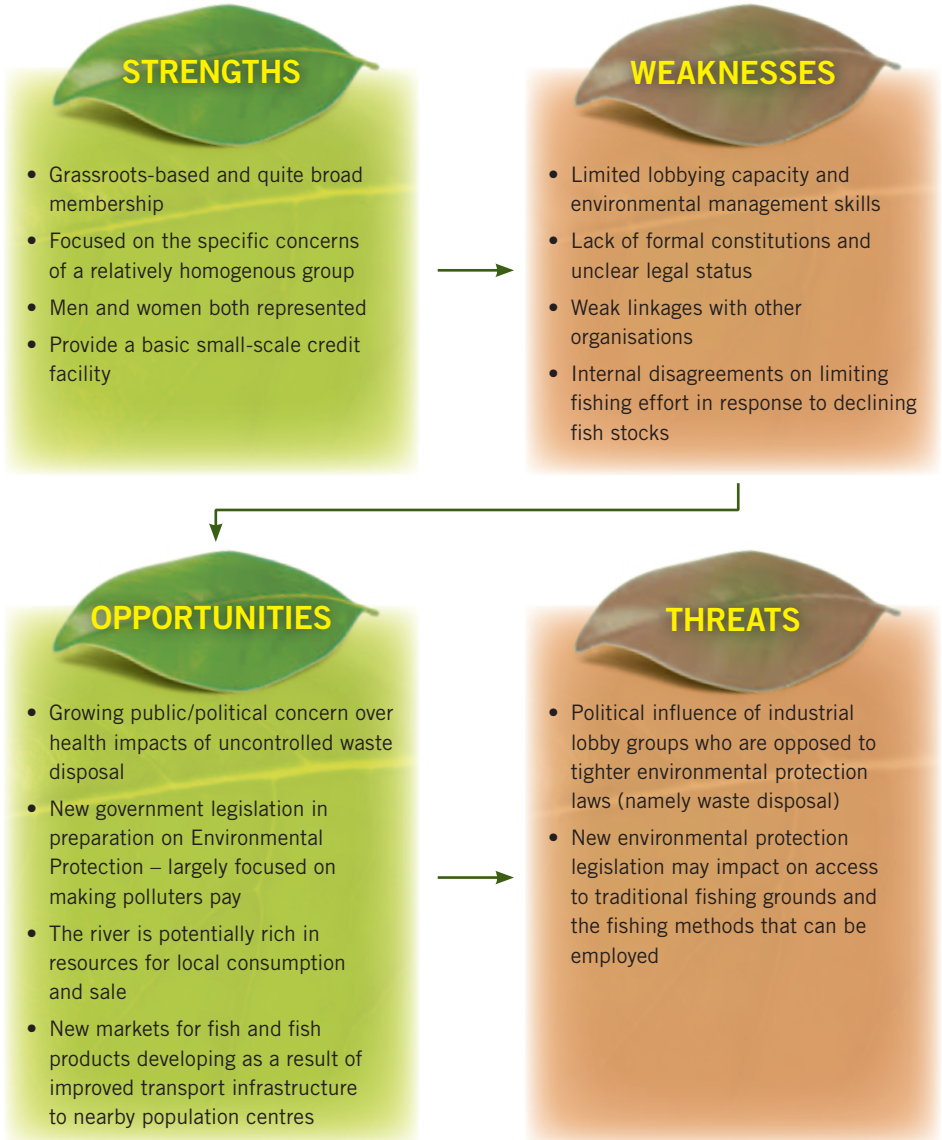 STRENGTHS
• Grassroots-based and quite broad
membership
• Focused on the specific concerns
of a relatively homogenous group
• Men and women both represented
• Provide a basic small-scale credit
facility
WEAKNESSES
• Limited lobbying capacity and
environmental management skills
• Lack of formal constitutions and
unclear legal status
• Weak linkages with other
organisations
• Internal disagreements on limiting
fishing effort in response to declining
fish stocks
OPPORTUNITIES
• Growing public/political concern over
health impacts of uncontrolled waste
disposal
• New government legislation in
preparation on Environmental
Protection – largely focused on
making polluters pay
• The river is potentially rich in
resources for local consumption
and sale
• New markets for fish and fish
products developing as a result of
improved transport infrastructure
to nearby population centres
THREATS
• Political influence of industrial
lobby groups who are opposed to
tighter environmental protection
laws (namely waste disposal)
• New environmental protection
legislation may impact on access
to traditional fishing grounds and
the fishing methods that can be
employed